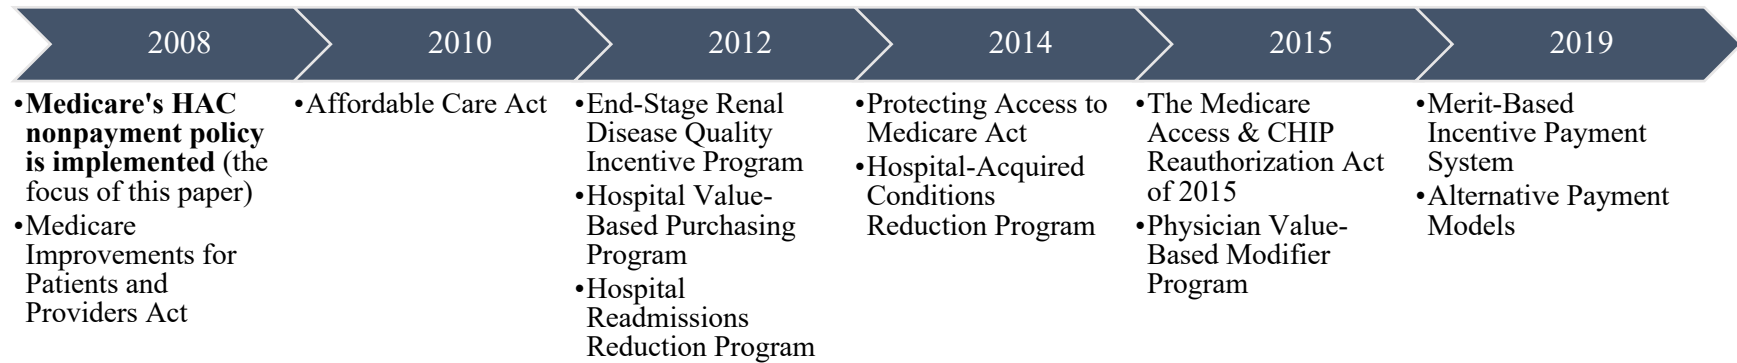 2008
2010
2012
2014
2015
2019
•Medicare's HAC
nonpayment policy
is implemented (the
focus of this paper)
•Medicare
Improvements for
Patients and
Providers Act
•Affordable Care Act
•End-Stage Renal
Disease Quality
Incentive Program
•Hospital Value-
Based Purchasing
Program
•Hospital
Readmissions
Reduction Program
•Protecting Access to
Medicare Act
•Hospital-Acquired
Conditions
Reduction Program
•The Medicare
Access & CHIP
Reauthorization Act
of 2015
•Physician Value-
Based Modifier
Program
•Merit-Based
Incentive Payment
System
•Alternative Payment
Models